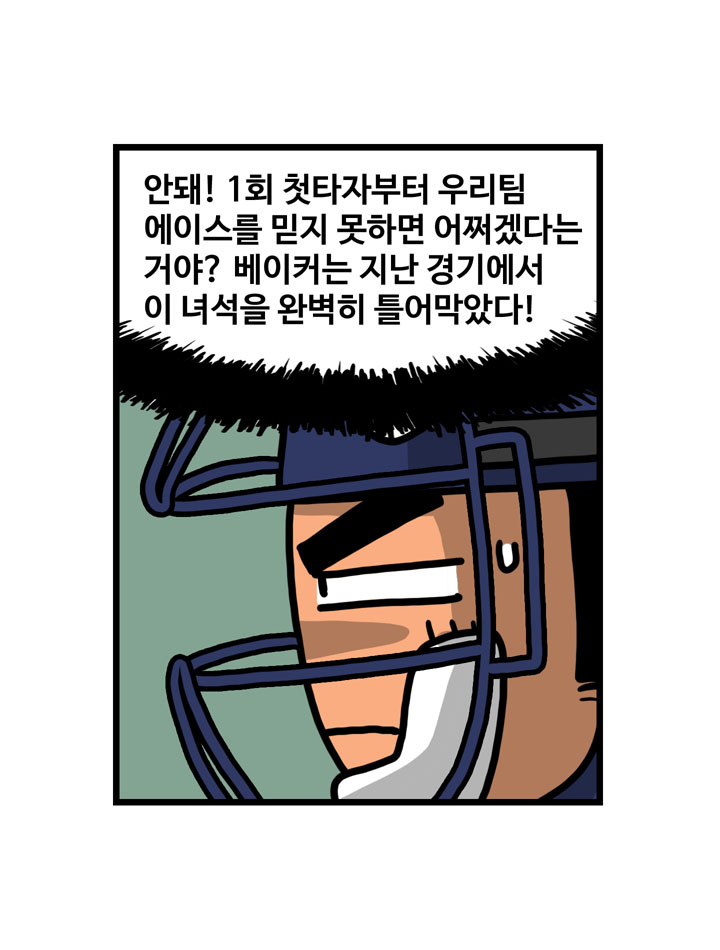 안돼! 1회 첫타자부터 우리팀
에이스를 믿지 못하면 어쩌겠다는
거야? 베이커는 지난 경기에서
이 녀석을 완벽히 틀어막았다!